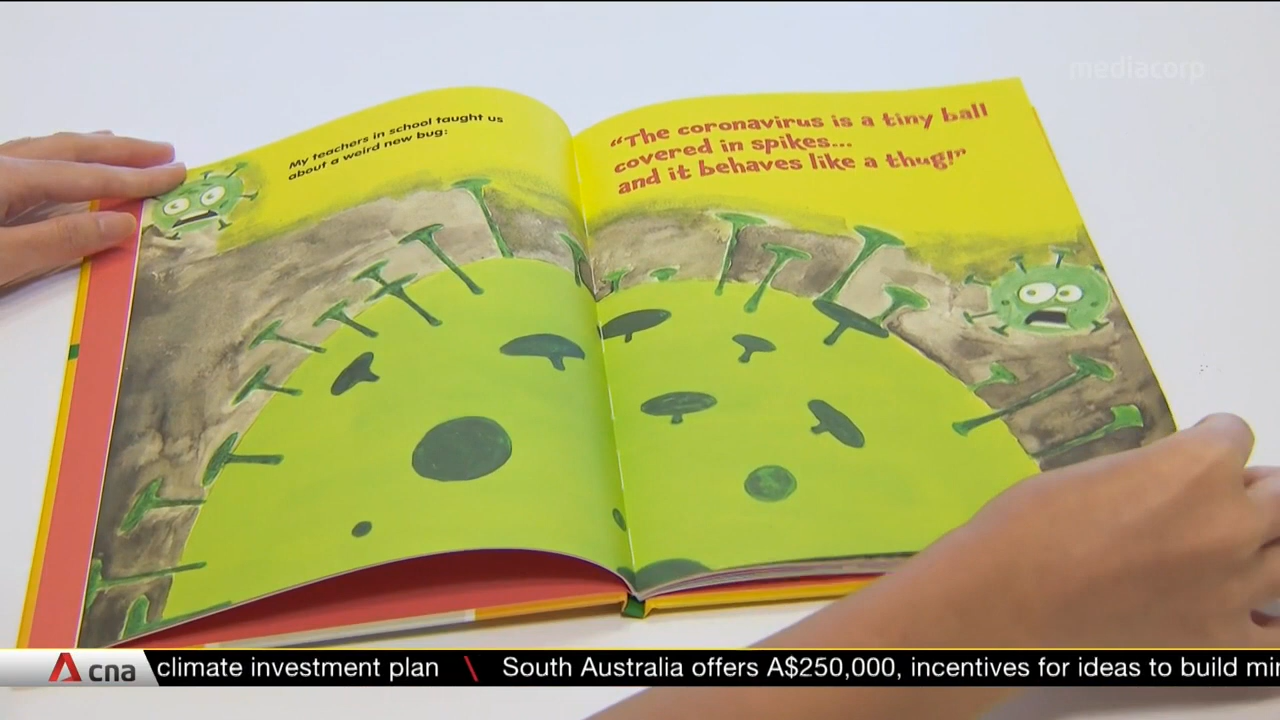 mediacorp
My teachers in school taught us
about a weird new bug:
“The coronavirus is a tiny ball
covered in spikes...
and it behaves like a thug!”
cna
climate investment plan \ South Australia offers A$250,000, incentives for ideas to build